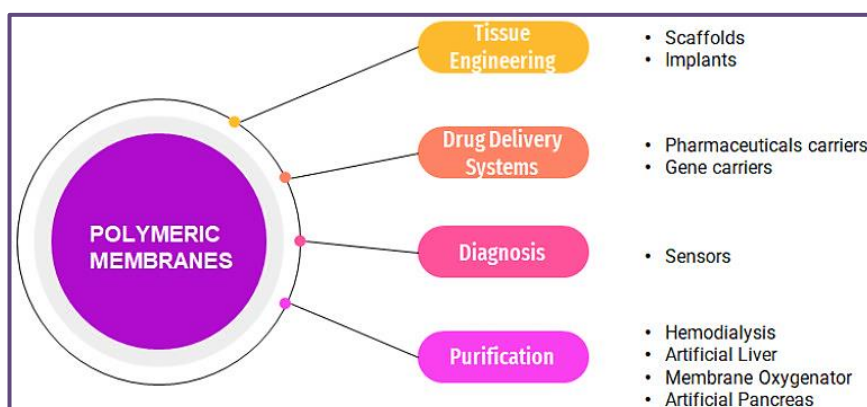 POLYMERIC
MEMBRANES
Tissue
Engineering
• Scaffolds
• Implants
Drug Delivery
Systems
• Pharmaceuticals carriers
• Gene carriers
Diagnosis
• Sensors
Purification
• Hemodialysis
• Artificial Liver
• Membrane Oxygenator
• Artificial Pancreas